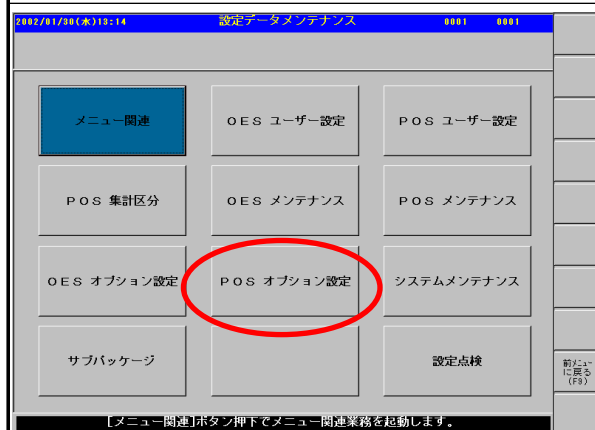 2002/01/30(水)13:14 設定データメンテナンス 0001 0001
メニュー関連 OES ユーザー設定 POS ユーザー設定
POS 集計区分 OES メンテナンス POS メンテナンス
OES オプション設定 POS オプション設定 システムメンテナンス
サブパッケージ 設定点検
前メニュー
に戻る
(F9)
[メニュー関連]ボタン押下でメニュー関連業務を起動します。